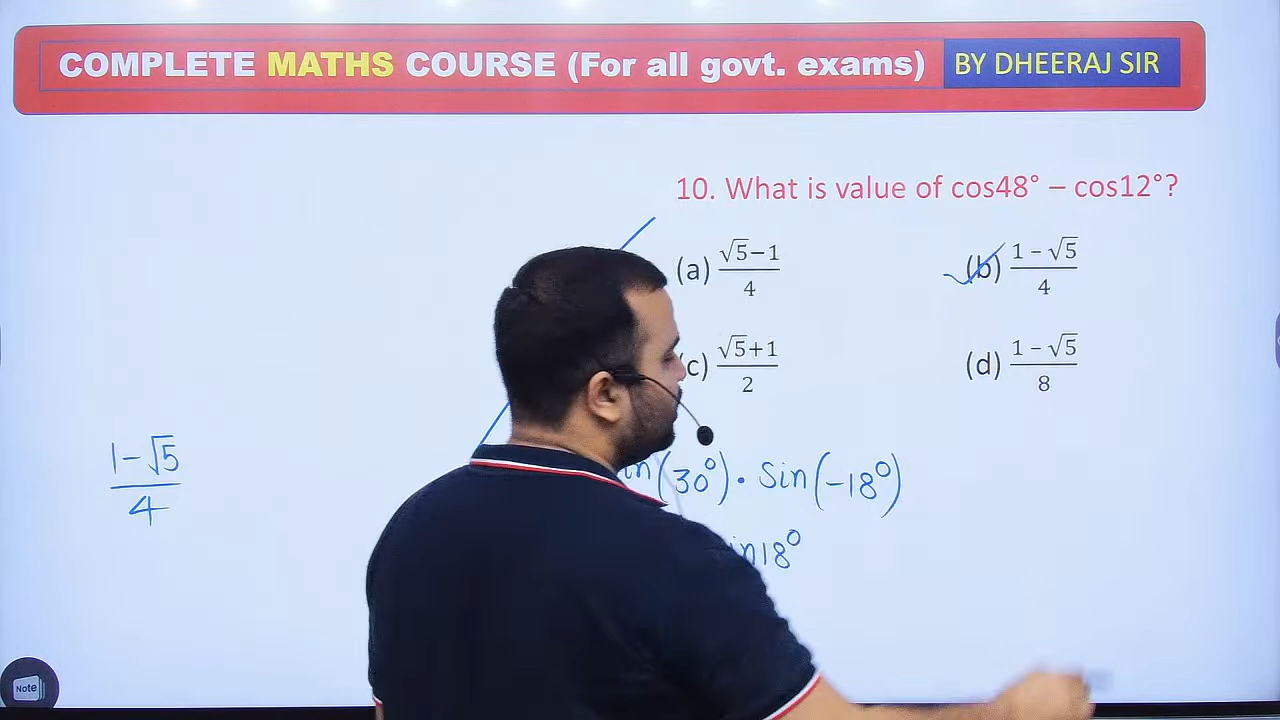 COMPLETE MATHS COURSE (For all govt. exams) BY DHEERAJ SIR
10. What is value of cos48° – cos12°?
(a) √5−1/4 (b) 1 − √5/4
c) √5+1/2 (d) 1 − √5/8
1−√5/4
(30°) · Sin(−18°)
18°
Note